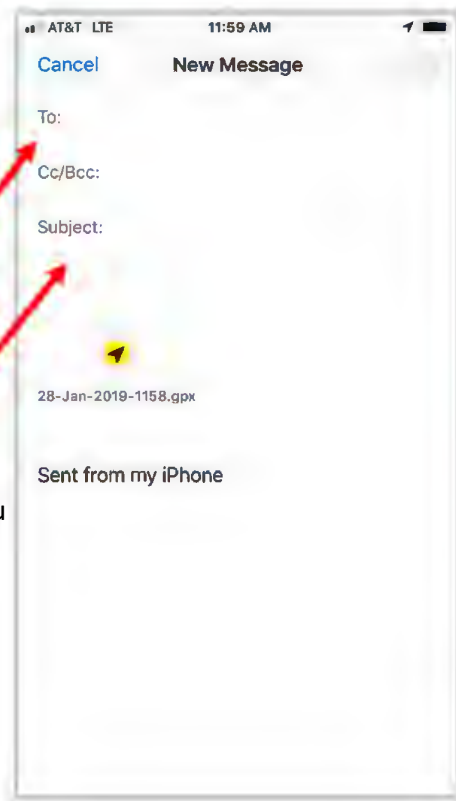 AT&T LTE 11:59 AM
Cancel New Message
To:
Cc/Bcc:
Subject:
28-Jan-2019-1158.gpx
Sent from my iPhone